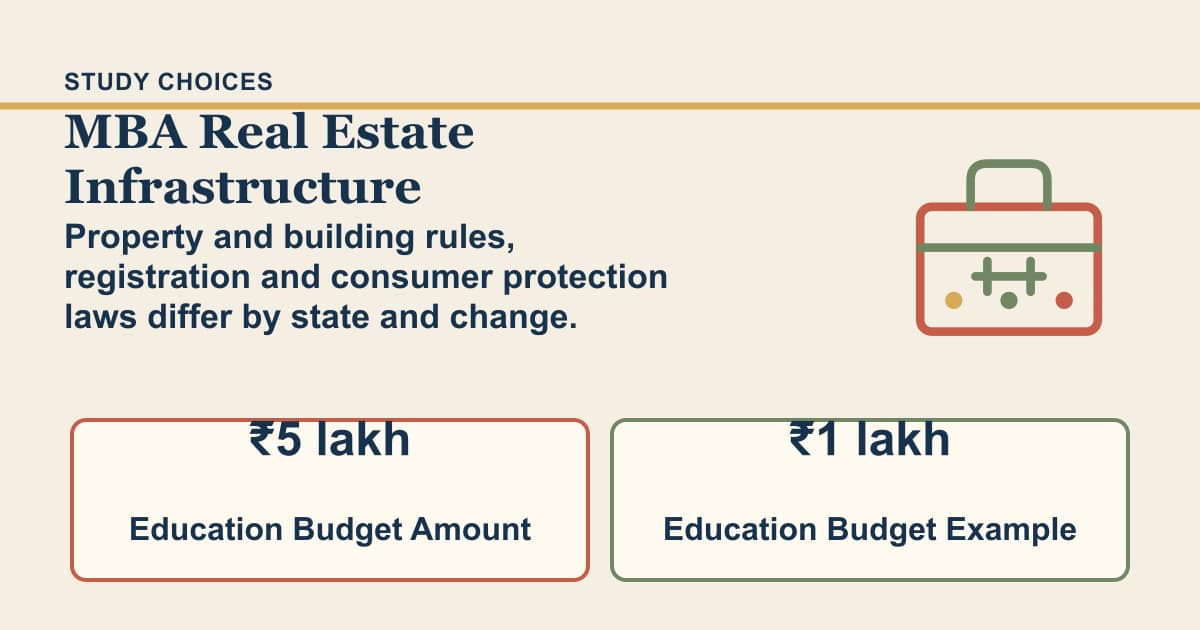 STUDY CHOICES
MBA Real Estate
Infrastructure
Property and building rules,
registration and consumer protection
laws differ by state and change.
₹5 lakh
Education Budget Amount
₹1 lakh
Education Budget Example